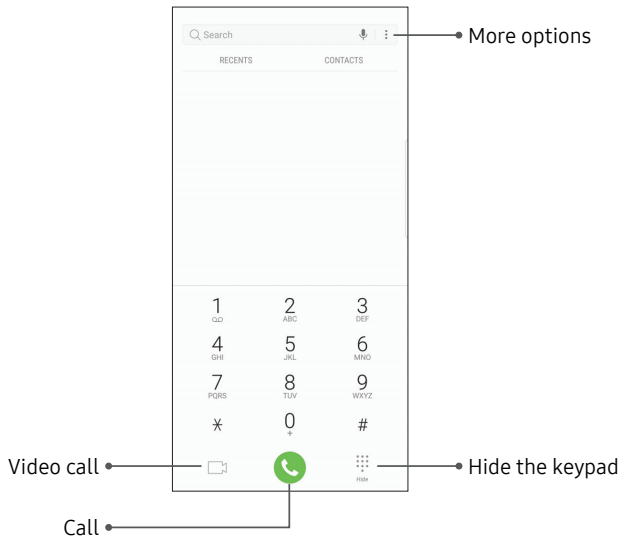 Search
More options
RECENTS CONTACTS
1 2 3
ABC DEF
4 5 6
GHI JKL MNO
7 8 9
PQRS TUV WXYZ
* 0 #
+
Video call
Hide the keypad
Hide
Call